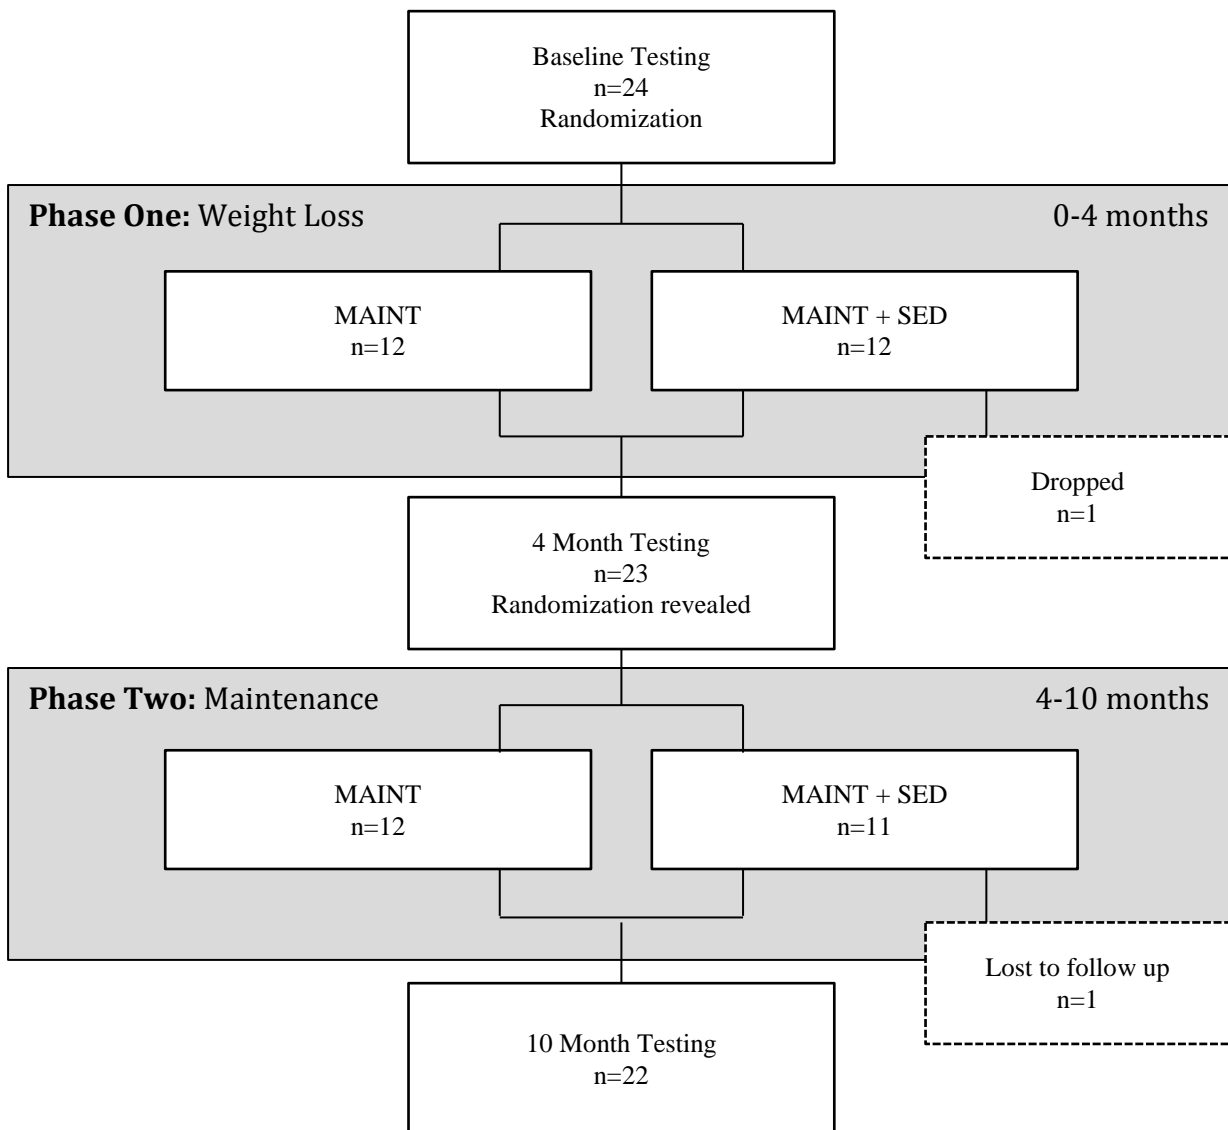 Baseline Testing
n=24
Randomization
Phase One: Weight Loss
0-4 months
MAINT
n=12
MAINT + SED
n=12
Dropped
n=1
4 Month Testing
n=23
Randomization revealed
Phase Two: Maintenance
4-10 months
MAINT
n=12
MAINT + SED
n=11
Lost to follow up
n=1
10 Month Testing
n=22